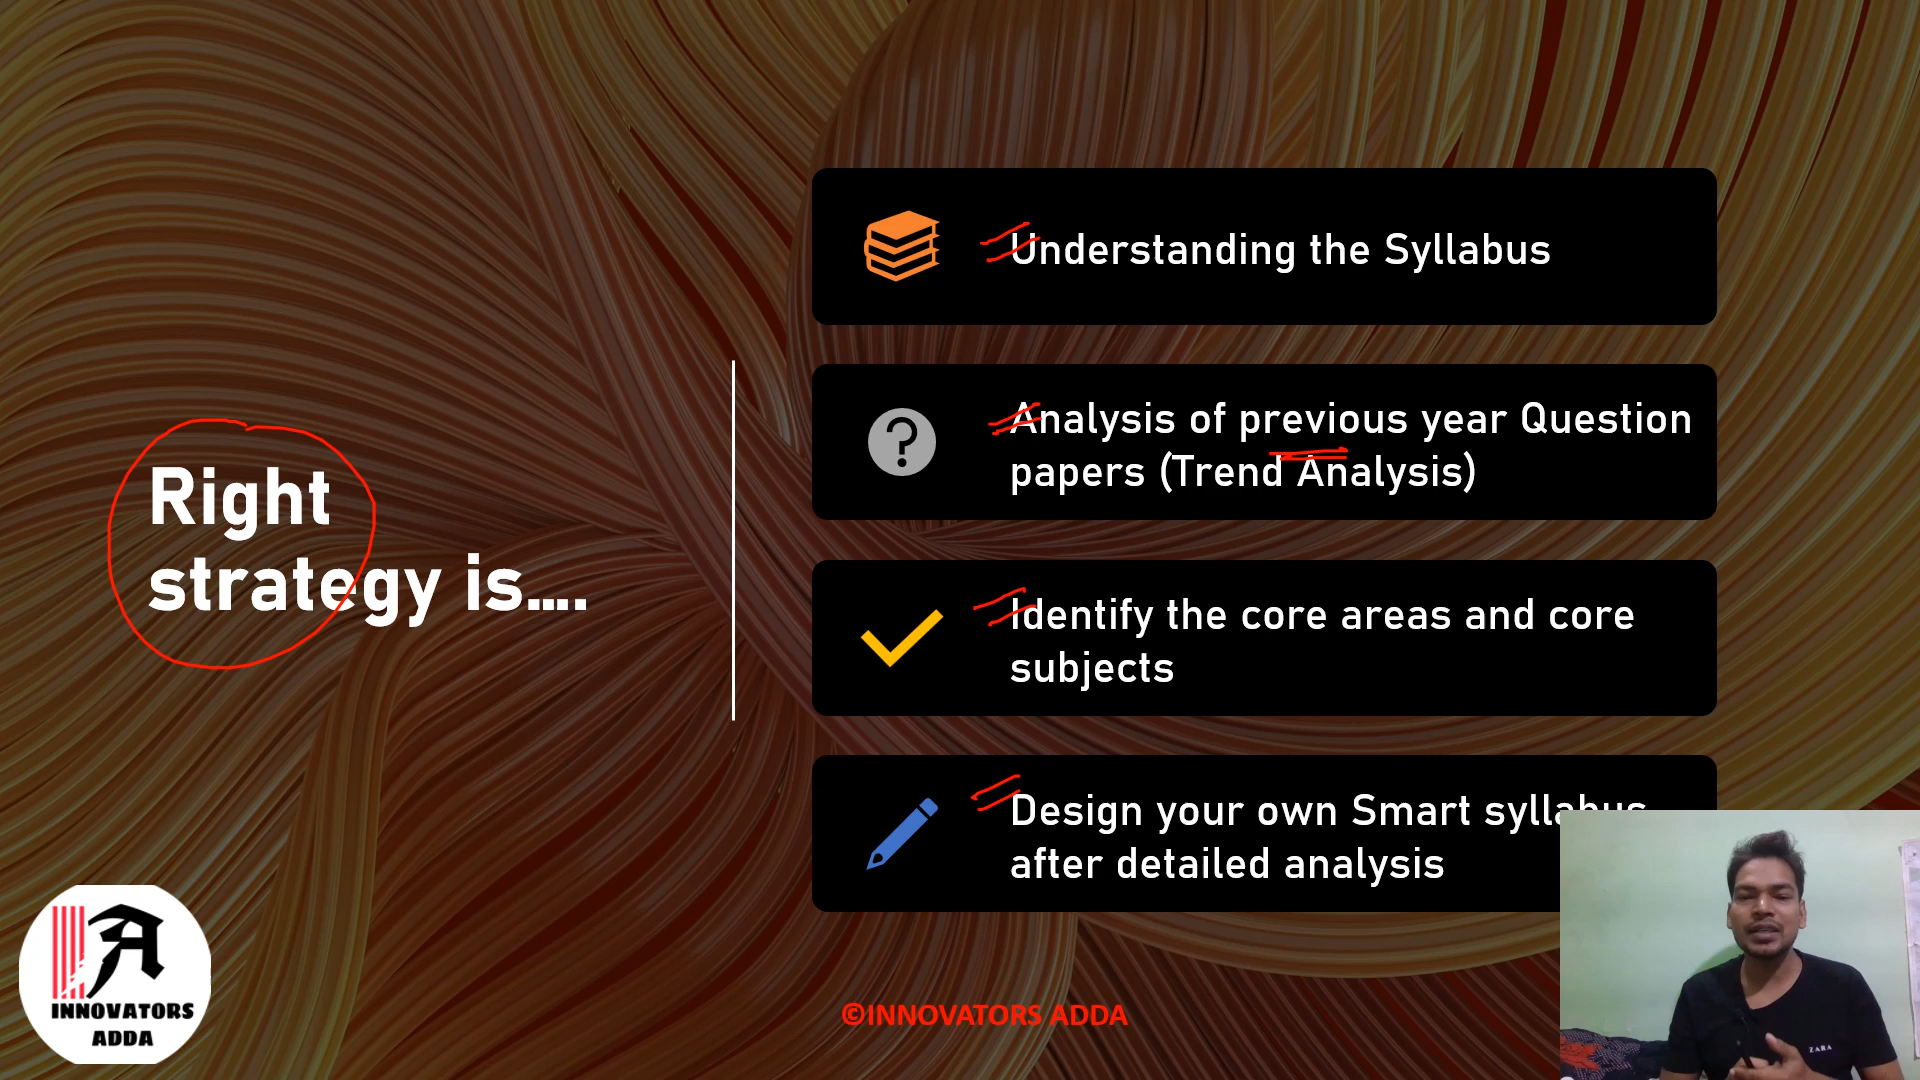 Right
strategy is....
Understanding the Syllabus
Analysis of previous year Question
papers (Trend Analysis)
Identify the core areas and core
subjects
Design your own Smart syllabus
after detailed analysis
INNOVATORS
ADDA
©INNOVATORS ADDA
ZARA